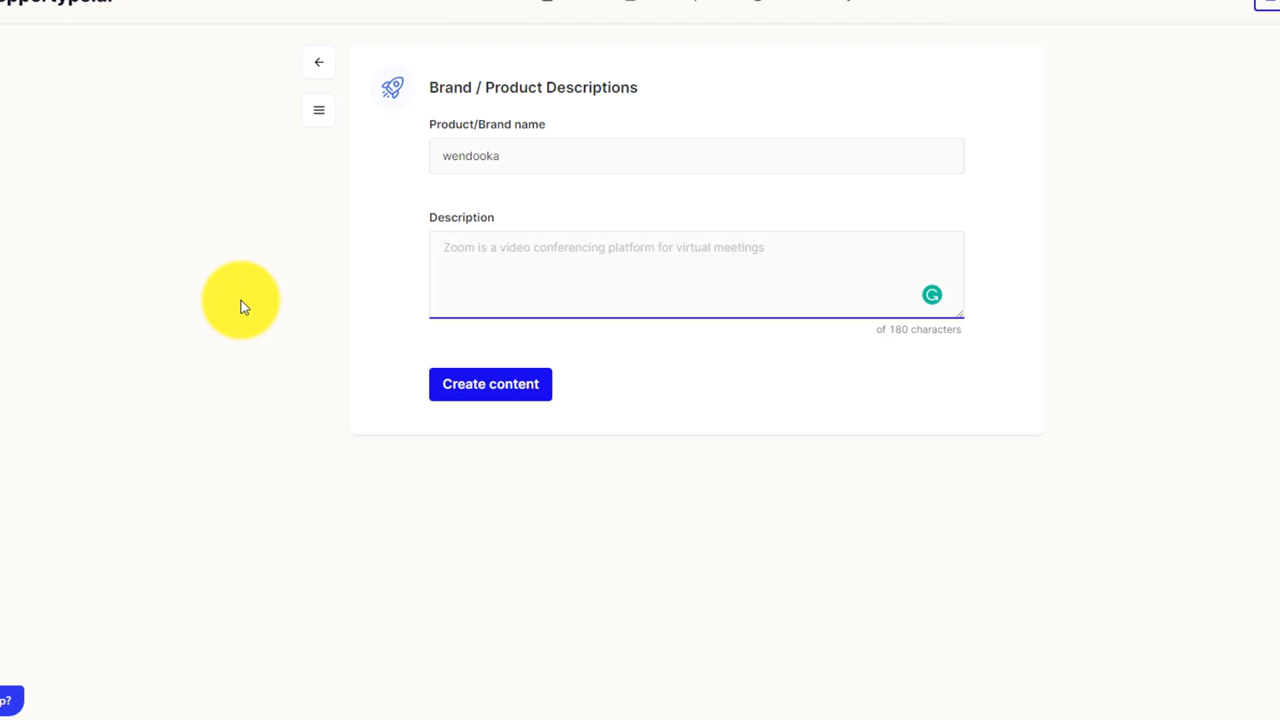 Brand / Product Descriptions
Product/Brand name
wendooka
Description
Zoom is a video conferencing platform for virtual meetings
of 180 characters
Create content
p?